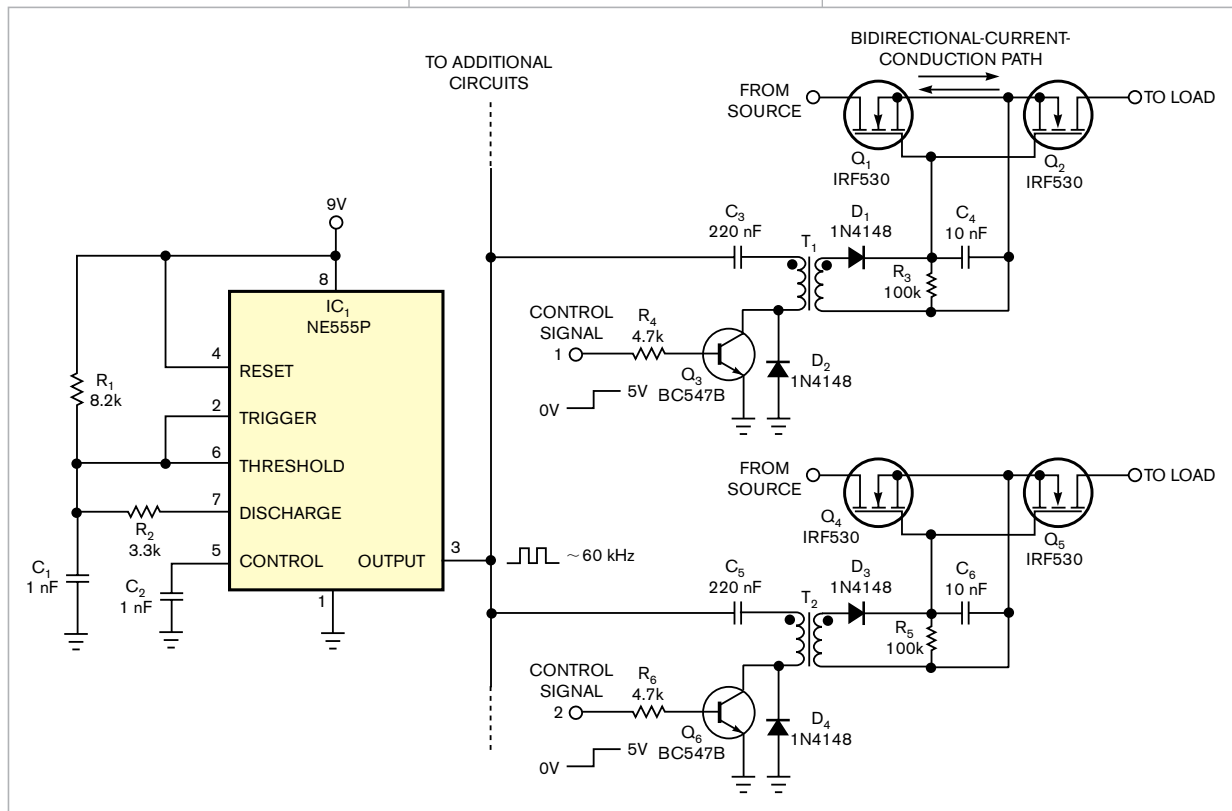 TO ADDITIONAL
CIRCUITS
BIDIRECTIONAL-CURRENT-
CONDUCTION PATH
FROM
SOURCE
TO LOAD
Q1
IRF530
Q2
IRF530
9V
8
IC1
NE555P
4
RESET
2
TRIGGER
6
THRESHOLD
7
DISCHARGE
5
CONTROL
OUTPUT
3
1
R1
8.2k
R2
3.3k
C1
1 nF
C2
1 nF
~60 kHz
C3
220 nF
T1
D1
1N4148
C4
10 nF
R3
100k
CONTROL
SIGNAL
1
R4
4.7k
Q3
BC547B
D2
1N4148
0V
5V
FROM
SOURCE
TO LOAD
Q4
IRF530
Q5
IRF530
C5
220 nF
T2
D3
1N4148
C6
10 nF
R5
100k
CONTROL
SIGNAL
2
R6
4.7k
Q6
BC547B
D4
1N4148
0V
5V